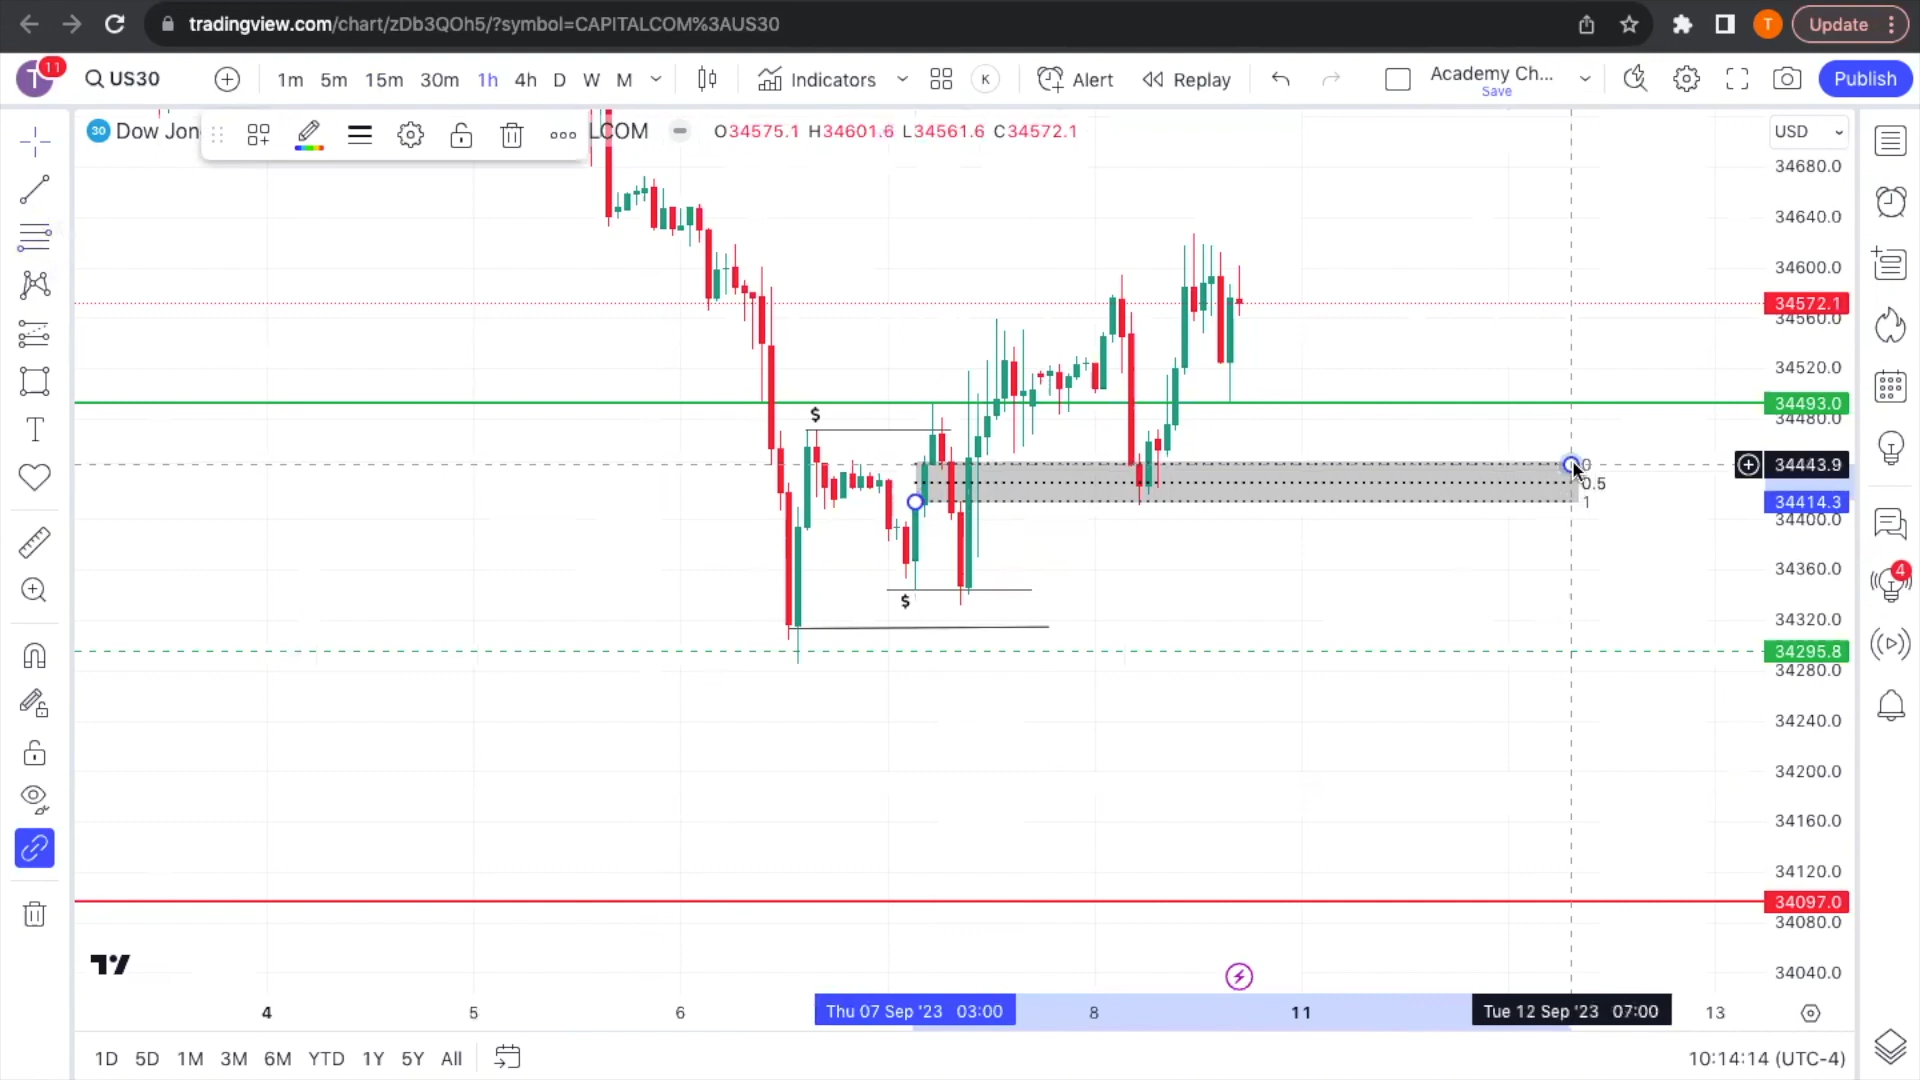 tradingview.com/chart/zDb3QOh5/?symbol=CAPITALCOM%3AUS30
T
Update
T
11
US30
1m 5m 15m 30m 1h 4h D W M
Indicators
K
Alert
Replay
Academy Ch...
Save
Publish
30
Dow Jon
LCOM
O34575.1 H34601.6 L34561.6 C34572.1
USD
34680.0
34640.0
34600.0
34572.1
34560.0
34520.0
34493.0
34480.0
34443.9
34414.3
34400.0
34360.0
34320.0
34295.8
34280.0
34240.0
34200.0
34160.0
34120.0
34097.0
34080.0
34040.0
$
0
0.5
1
$
T
4
4 5 6 Thu 07 Sep '23 03:00 8 11 Tue 12 Sep '23 07:00 13
1D 5D 1M 3M 6M YTD 1Y 5Y All
10:14:14 (UTC-4)